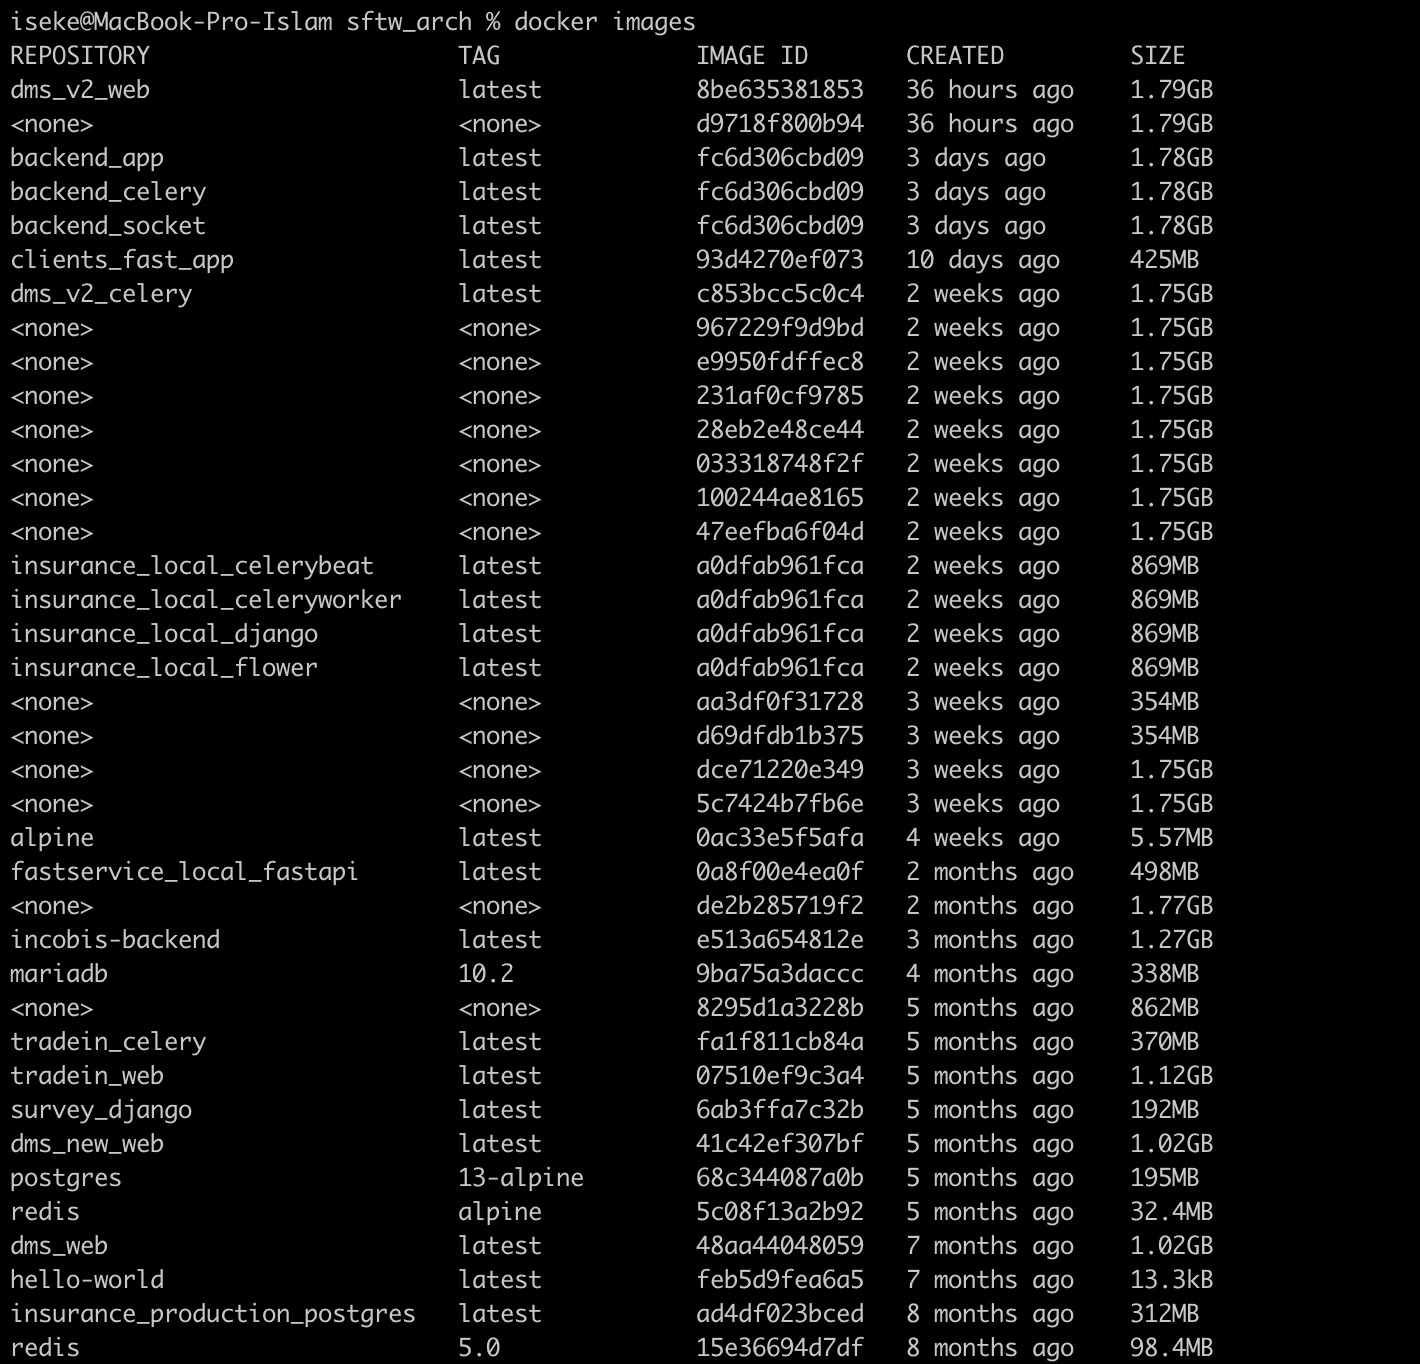 iseke@MacBook-Pro-Islam sftw_arch % docker images
REPOSITORY TAG IMAGE ID CREATED SIZE
dms_v2_web latest 8be635381853 36 hours ago 1.79GB
<none> <none> d9718f800b94 36 hours ago 1.79GB
backend_app latest fc6d306cbd09 3 days ago 1.78GB
backend_celery latest fc6d306cbd09 3 days ago 1.78GB
backend_socket latest fc6d306cbd09 3 days ago 1.78GB
clients_fast_app latest 93d4270ef073 10 days ago 425MB
dms_v2_celery latest c853bcc5c0c4 2 weeks ago 1.75GB
<none> <none> 967229f9d9bd 2 weeks ago 1.75GB
<none> <none> e9950fdffec8 2 weeks ago 1.75GB
<none> <none> 231af0cf9785 2 weeks ago 1.75GB
<none> <none> 28eb2e48ce44 2 weeks ago 1.75GB
<none> <none> 033318748f2f 2 weeks ago 1.75GB
<none> <none> 100244ae8165 2 weeks ago 1.75GB
<none> <none> 47eefba6f04d 2 weeks ago 1.75GB
insurance_local_celerybeat latest a0dfab961fca 2 weeks ago 869MB
insurance_local_celeryworker latest a0dfab961fca 2 weeks ago 869MB
insurance_local_django latest a0dfab961fca 2 weeks ago 869MB
insurance_local_flower latest a0dfab961fca 2 weeks ago 869MB
<none> <none> aa3df0f31728 3 weeks ago 354MB
<none> <none> d69dfdb1b375 3 weeks ago 354MB
<none> <none> dce71220e349 3 weeks ago 1.75GB
<none> <none> 5c7424b7fb6e 3 weeks ago 1.75GB
alpine latest 0ac33e5f5afa 4 weeks ago 5.57MB
fastservice_local_fastapi latest 0a8f00e4ea0f 2 months ago 498MB
<none> <none> de2b285719f2 2 months ago 1.77GB
incobis-backend latest e513a654812e 3 months ago 1.27GB
mariadb 10.2 9ba75a3daccc 4 months ago 338MB
<none> <none> 8295d1a3228b 5 months ago 862MB
tradein_celery latest fa1f811cb84a 5 months ago 370MB
tradein_web latest 07510ef9c3a4 5 months ago 1.12GB
survey_django latest 6ab3ffa7c32b 5 months ago 192MB
dms_new_web latest 41c42ef307bf 5 months ago 1.02GB
postgres 13-alpine 68c344087a0b 5 months ago 195MB
redis alpine 5c08f13a2b92 5 months ago 32.4MB
dms_web latest 48aa44048059 7 months ago 1.02GB
hello-world latest feb5d9fea6a5 7 months ago 13.3kB
insurance_production_postgres latest ad4df023bced 8 months ago 312MB
redis 5.0 15e36694d7df 8 months ago 98.4MB